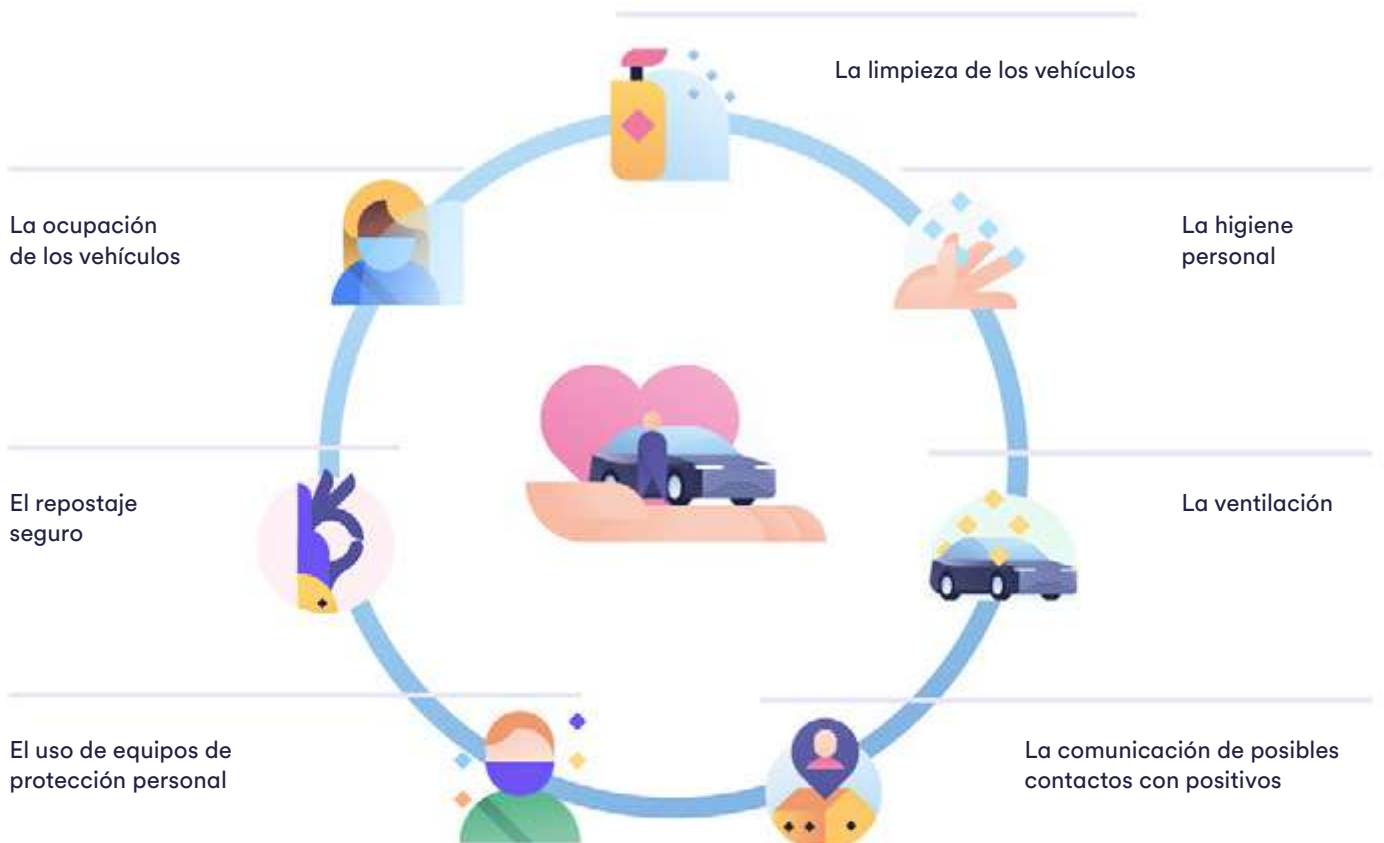 La limpieza de los vehículos
La ocupación
de los vehículos
La higiene
personal
El repostaje
seguro
La ventilación
El uso de equipos de
protección personal
La comunicación de posibles
contactos con positivos